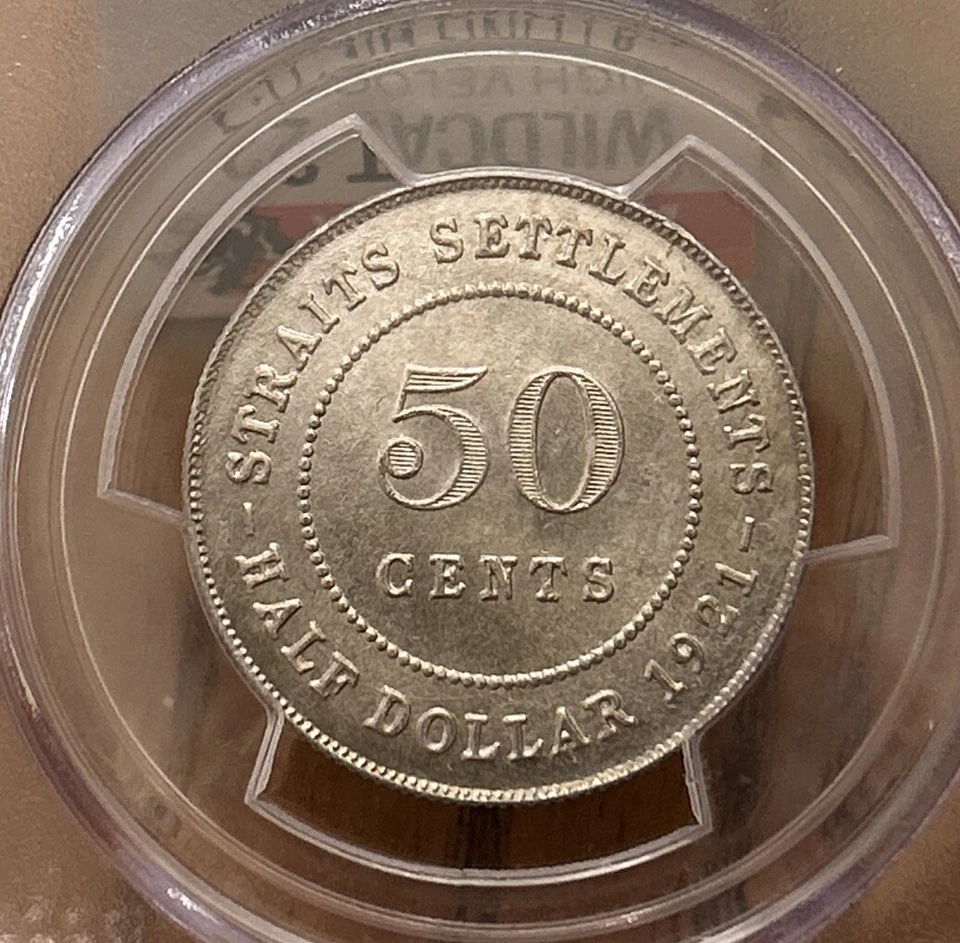 STRAITS SETTLEMENTS
50
CENTS
– HALF DOLLAR 1921 –
WILDCAT